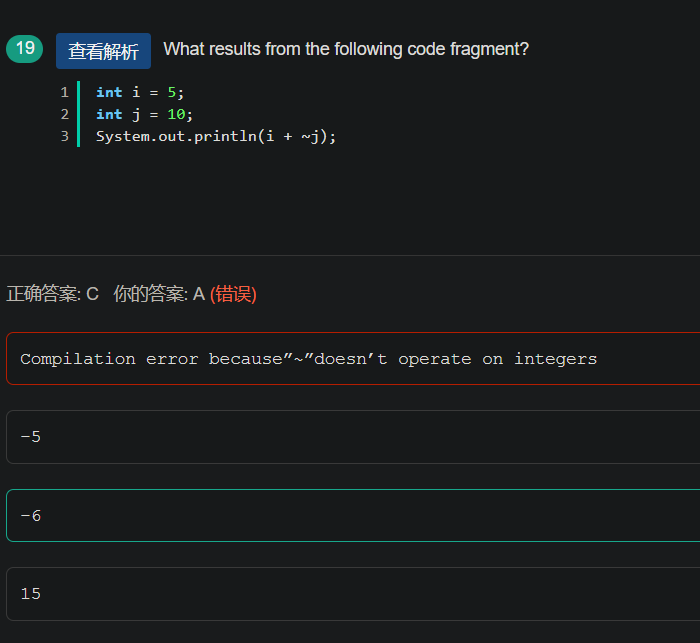 19 查看解析 What results from the following code fragment?
1 int i = 5;
2 int j = 10;
3 System.out.println(i + ~j);
正确答案: C 你的答案: A (错误)
Compilation error because”~”doesn’t operate on integers
-5
-6
15